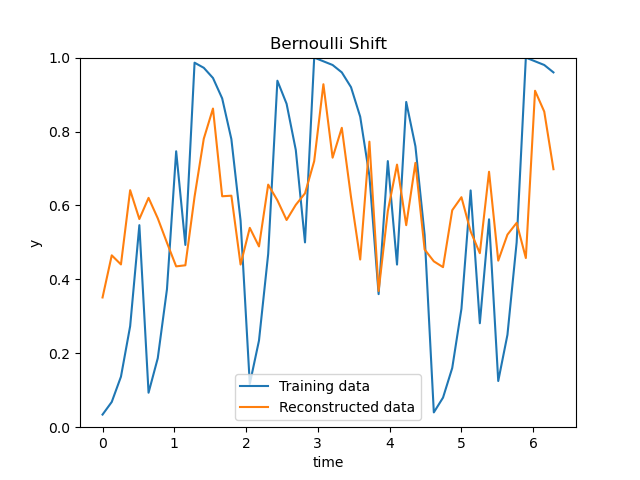 Bernoulli Shift
1.0
0.8
0.6
0.4
0.2
0.0
y
Training data
Reconstructed data
0 1 2 3 4 5 6
time